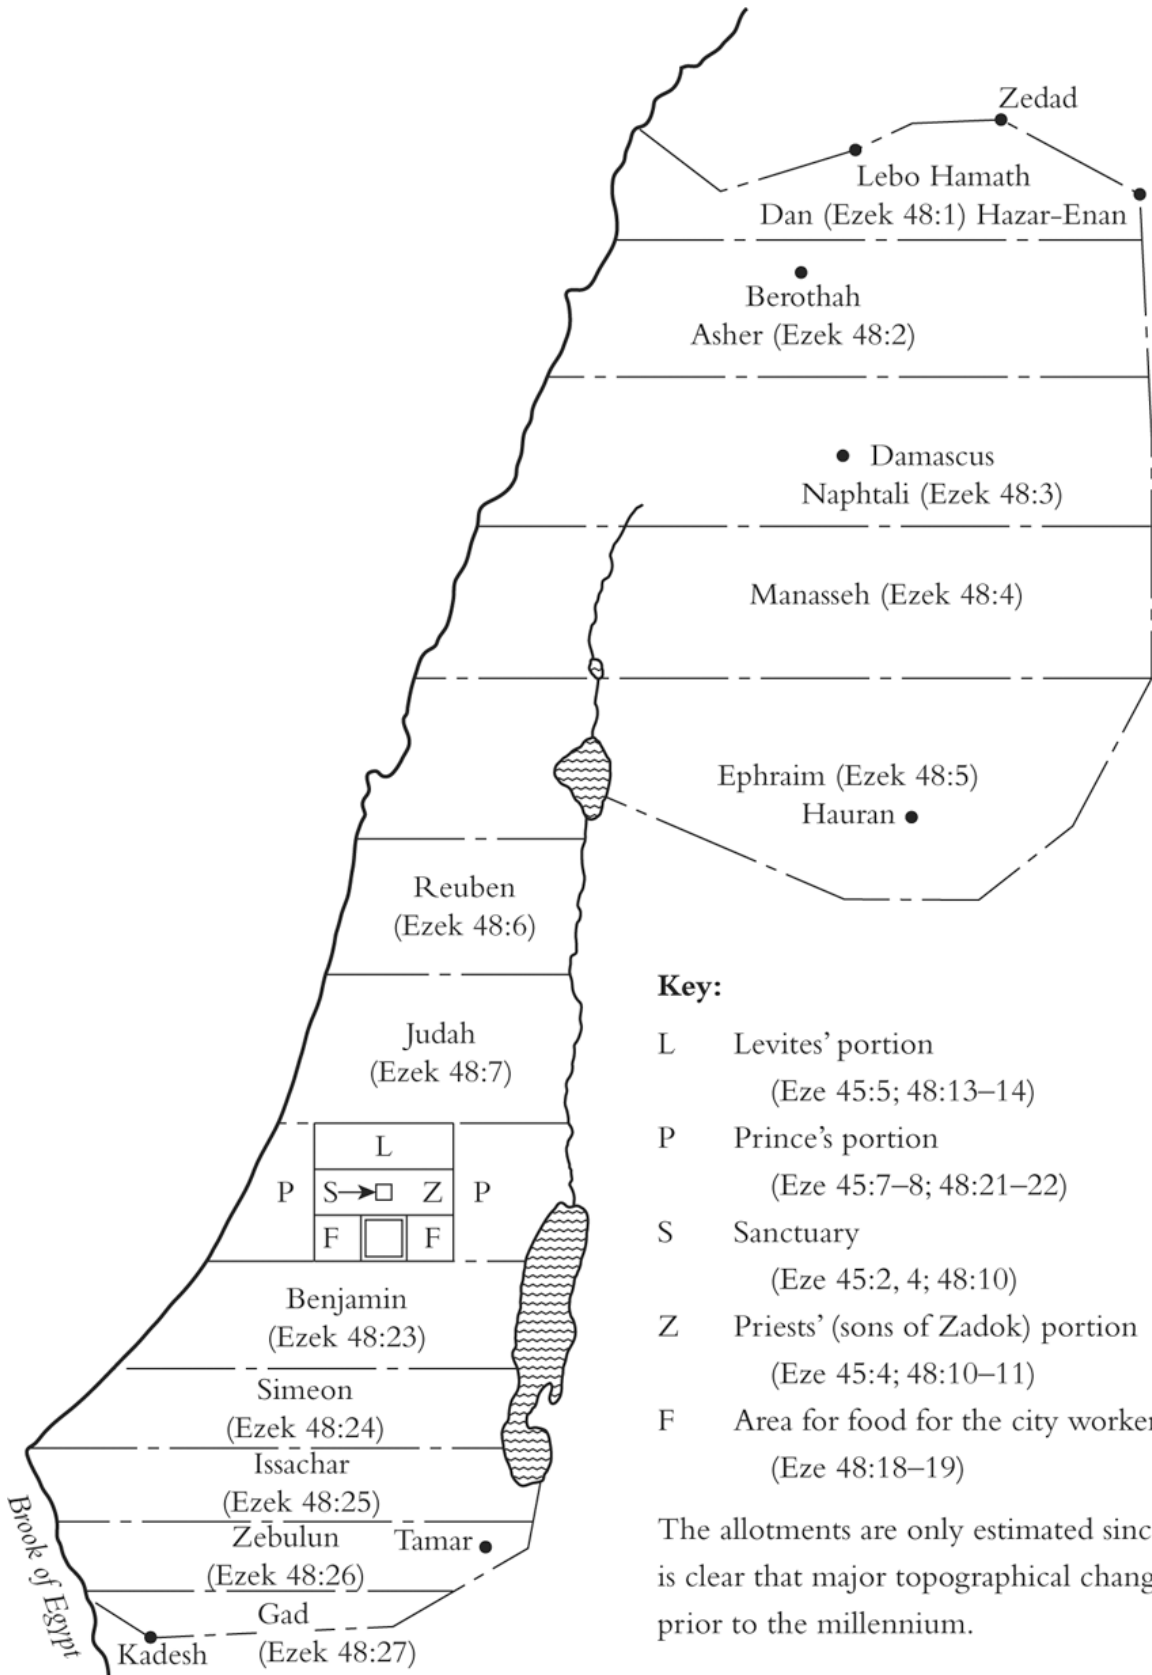 Zedad
Lebo Hamath
Dan (Ezek 48:1) Hazar-Enan
Berothah
Asher (Ezek 48:2)
Damascus
Naphtali (Ezek 48:3)
Manasseh (Ezek 48:4)
Ephraim (Ezek 48:5)
Hauran
Reuben
(Ezek 48:6)
Judah
(Ezek 48:7)
L
P S Z P
F F
Benjamin
(Ezek 48:23)
Simeon
(Ezek 48:24)
Issachar
(Ezek 48:25)
Zebulun
(Ezek 48:26)
Tamar
Gad
(Ezek 48:27)
Kadesh
Brook of Egypt
Key:
L Levites’ portion
(Eze 45:5; 48:13–14)
P Prince’s portion
(Eze 45:7–8; 48:21–22)
S Sanctuary
(Eze 45:2, 4; 48:10)
Z Priests’ (sons of Zadok) portion
(Eze 45:4; 48:10–11)
F Area for food for the city worker
(Eze 48:18–19)
The allotments are only estimated sinc
is clear that major topographical chang
prior to the millennium.